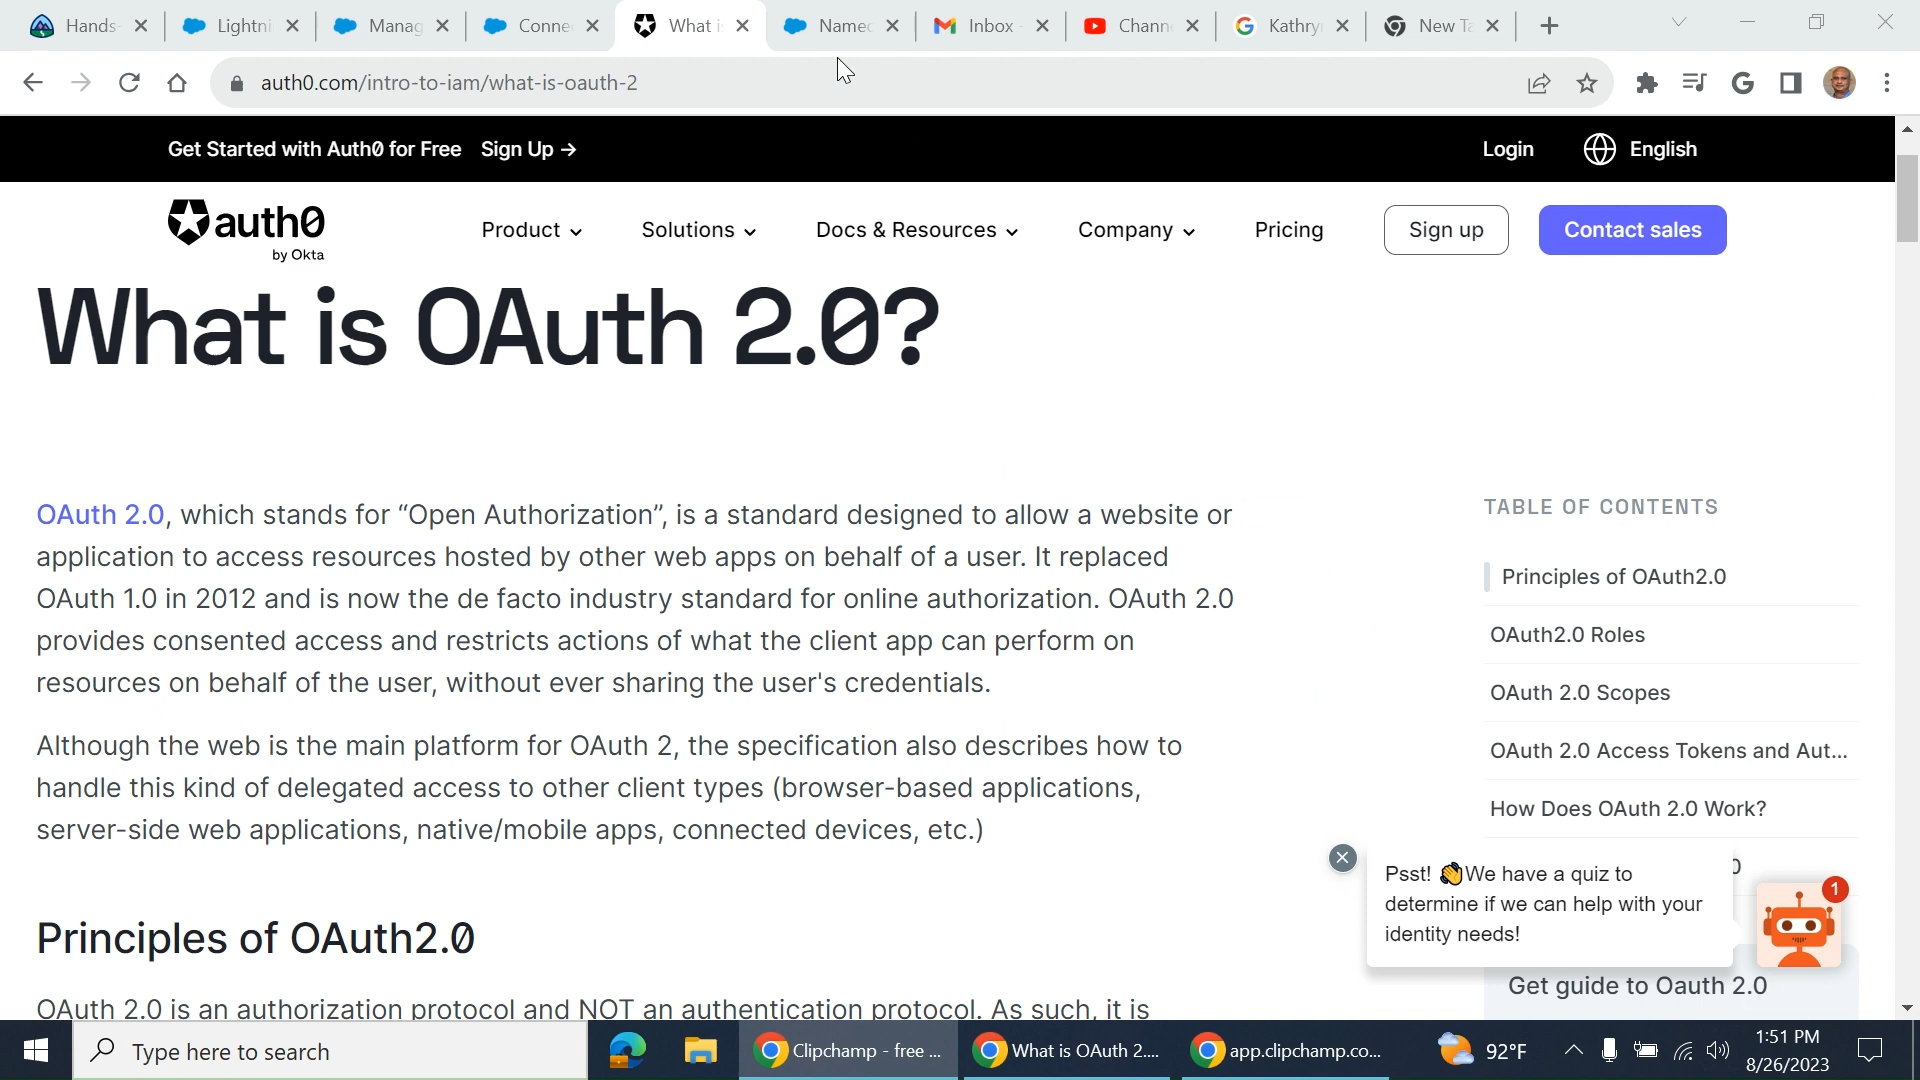 Hands-
Lightni
Manag
Conne
What i
Named
Inbox -
Chann
Kathry
New Ta
auth0.com/intro-to-iam/what-is-oauth-2
Get Started with Auth0 for Free Sign Up →
Login
English
auth0
by Okta
Product
Solutions
Docs & Resources
Company
Pricing
Sign up
Contact sales
What is OAuth 2.0?
OAuth 2.0, which stands for “Open Authorization”, is a standard designed to allow a website or
application to access resources hosted by other web apps on behalf of a user. It replaced
OAuth 1.0 in 2012 and is now the de facto industry standard for online authorization. OAuth 2.0
provides consented access and restricts actions of what the client app can perform on
resources on behalf of the user, without ever sharing the user's credentials.
Although the web is the main platform for OAuth 2, the specification also describes how to
handle this kind of delegated access to other client types (browser-based applications,
server-side web applications, native/mobile apps, connected devices, etc.)
Principles of OAuth2.0
OAuth 2.0 is an authorization protocol and NOT an authentication protocol. As such, it is
TABLE OF CONTENTS
Principles of OAuth2.0
OAuth2.0 Roles
OAuth 2.0 Scopes
OAuth 2.0 Access Tokens and Aut...
How Does OAuth 2.0 Work?
Psst! 👋We have a quiz to
determine if we can help with your
identity needs!
1
Get guide to Oauth 2.0
Type here to search
Clipchamp - free ...
What is OAuth 2....
app.clipchamp.co...
92°F
1:51 PM
8/26/2023